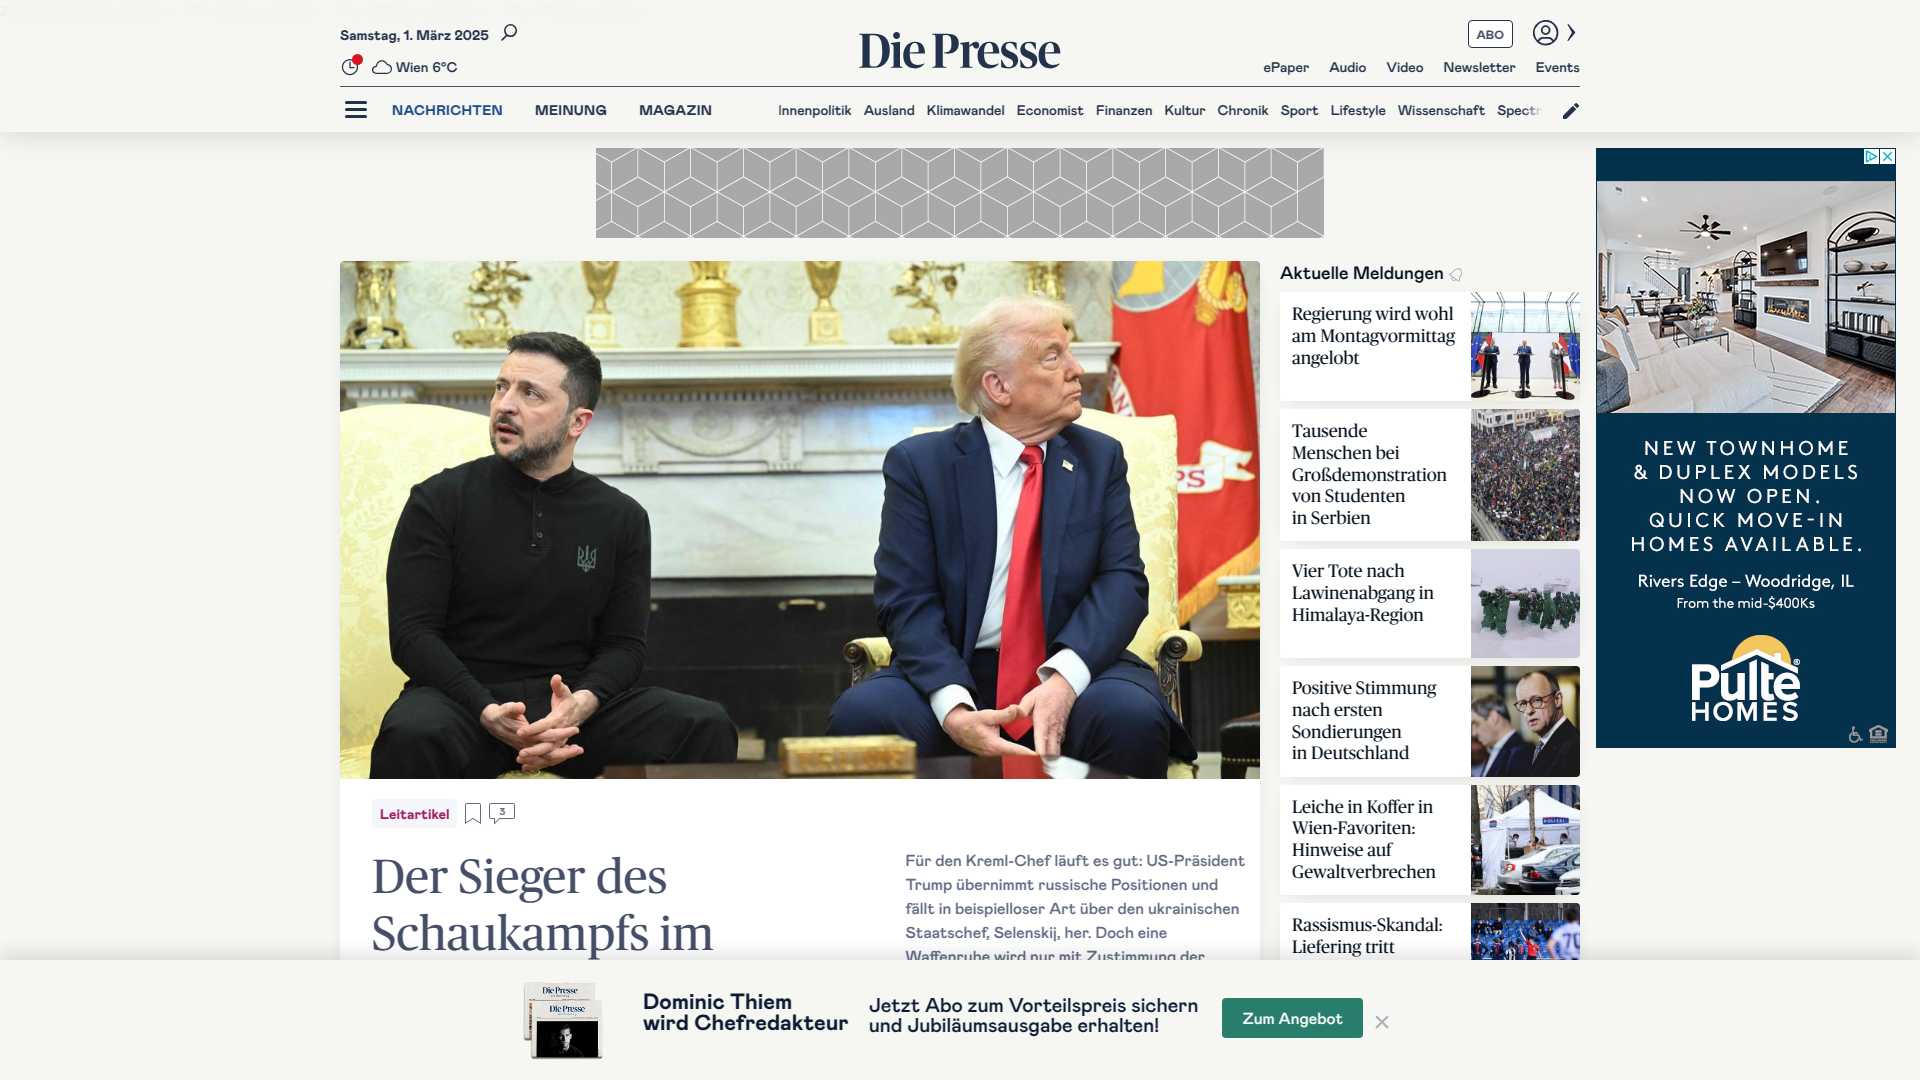 Samstag, 1. März 2025
Die Presse
ABO
Wien 6°C
ePaper Audio Video Newsletter Events
NACHRICHTEN MEINUNG MAGAZIN
Innenpolitik Ausland Klimawandel Economist Finanzen Kultur Chronik Sport Lifestyle Wissenschaft Spectr
Leitartikel
3
Der Sieger des
Schaukampfs im
Für den Kreml-Chef läuft es gut: US-Präsident
Trump übernimmt russische Positionen und
fällt in beispielloser Art über den ukrainischen
Staatschef, Selenskij, her. Doch eine
Waffenruhe wird nur mit Zustimmung der
Aktuelle Meldungen
Regierung wird wohl
am Montagvormittag
angelobt
Tausende
Menschen bei
Großdemonstration
von Studenten
in Serbien
Vier Tote nach
Lawinenabgang in
Himalaya-Region
Positive Stimmung
nach ersten
Sondierungen
in Deutschland
Leiche in Koffer in
Wien-Favoriten:
Hinweise auf
Gewaltverbrechen
Rassismus-Skandal:
Liefering tritt
NEW TOWNHOME
& DUPLEX MODELS
NOW OPEN.
QUICK MOVE-IN
HOMES AVAILABLE.
Rivers Edge – Woodridge, IL
From the mid-$400Ks
Pulte®
HOMES
Die Presse
Die Presse
Dominic Thiem
wird Chefredakteur
Jetzt Abo zum Vorteilspreis sichern
und Jubiläumsausgabe erhalten!
Zum Angebot